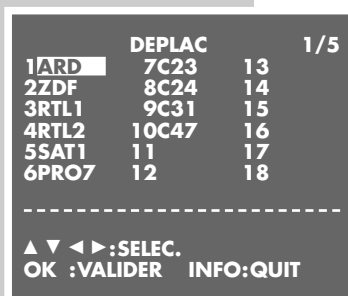 DEPLAC 1/5
1ARD 7C23 13
2ZDF 8C24 14
3RTL1 9C31 15
4RTL2 10C47 16
5SAT1 11 17
6PRO7 12 18
▲ ▼ ◄ ►:SELEC.
OK :VALIDER INFO:QUIT